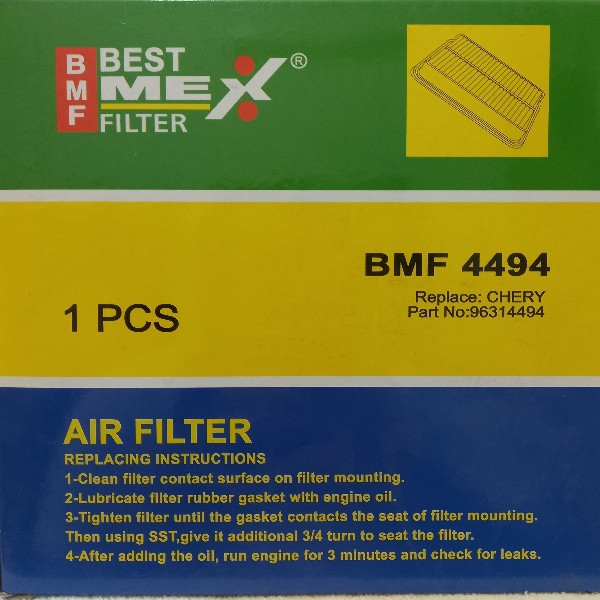 BMF
BEST
MEX®
FILTER
BMF 4494
Replace: CHERY
Part No:96314494
1 PCS
AIR FILTER
REPLACING INSTRUCTIONS
1-Clean filter contact surface on filter mounting.
2-Lubricate filter rubber gasket with engine oil.
3-Tighten filter until the gasket contacts the seat of filter mounting.
Then using SST,give it additional 3/4 turn to seat the filter.
4-After adding the oil, run engine for 3 minutes and check for leaks.